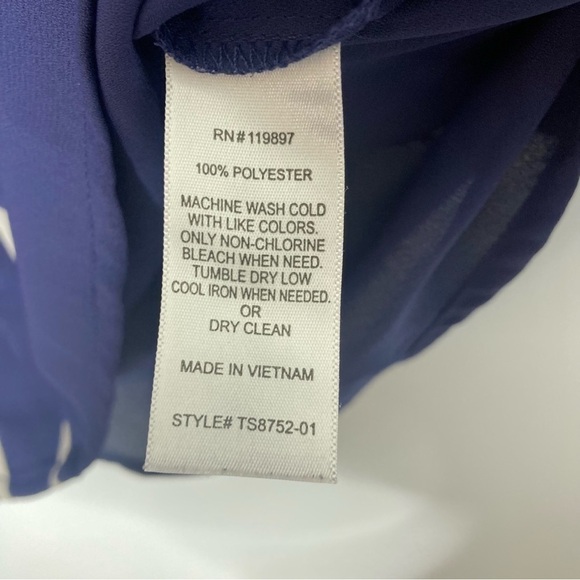 RN#119897
100% POLYESTER
MACHINE WASH COLD
WITH LIKE COLORS.
ONLY NON-CHLORINE
BLEACH WHEN NEED.
TUMBLE DRY LOW
COOL IRON WHEN NEEDED.
OR
DRY CLEAN
MADE IN VIETNAM
STYLE# TS8752-01